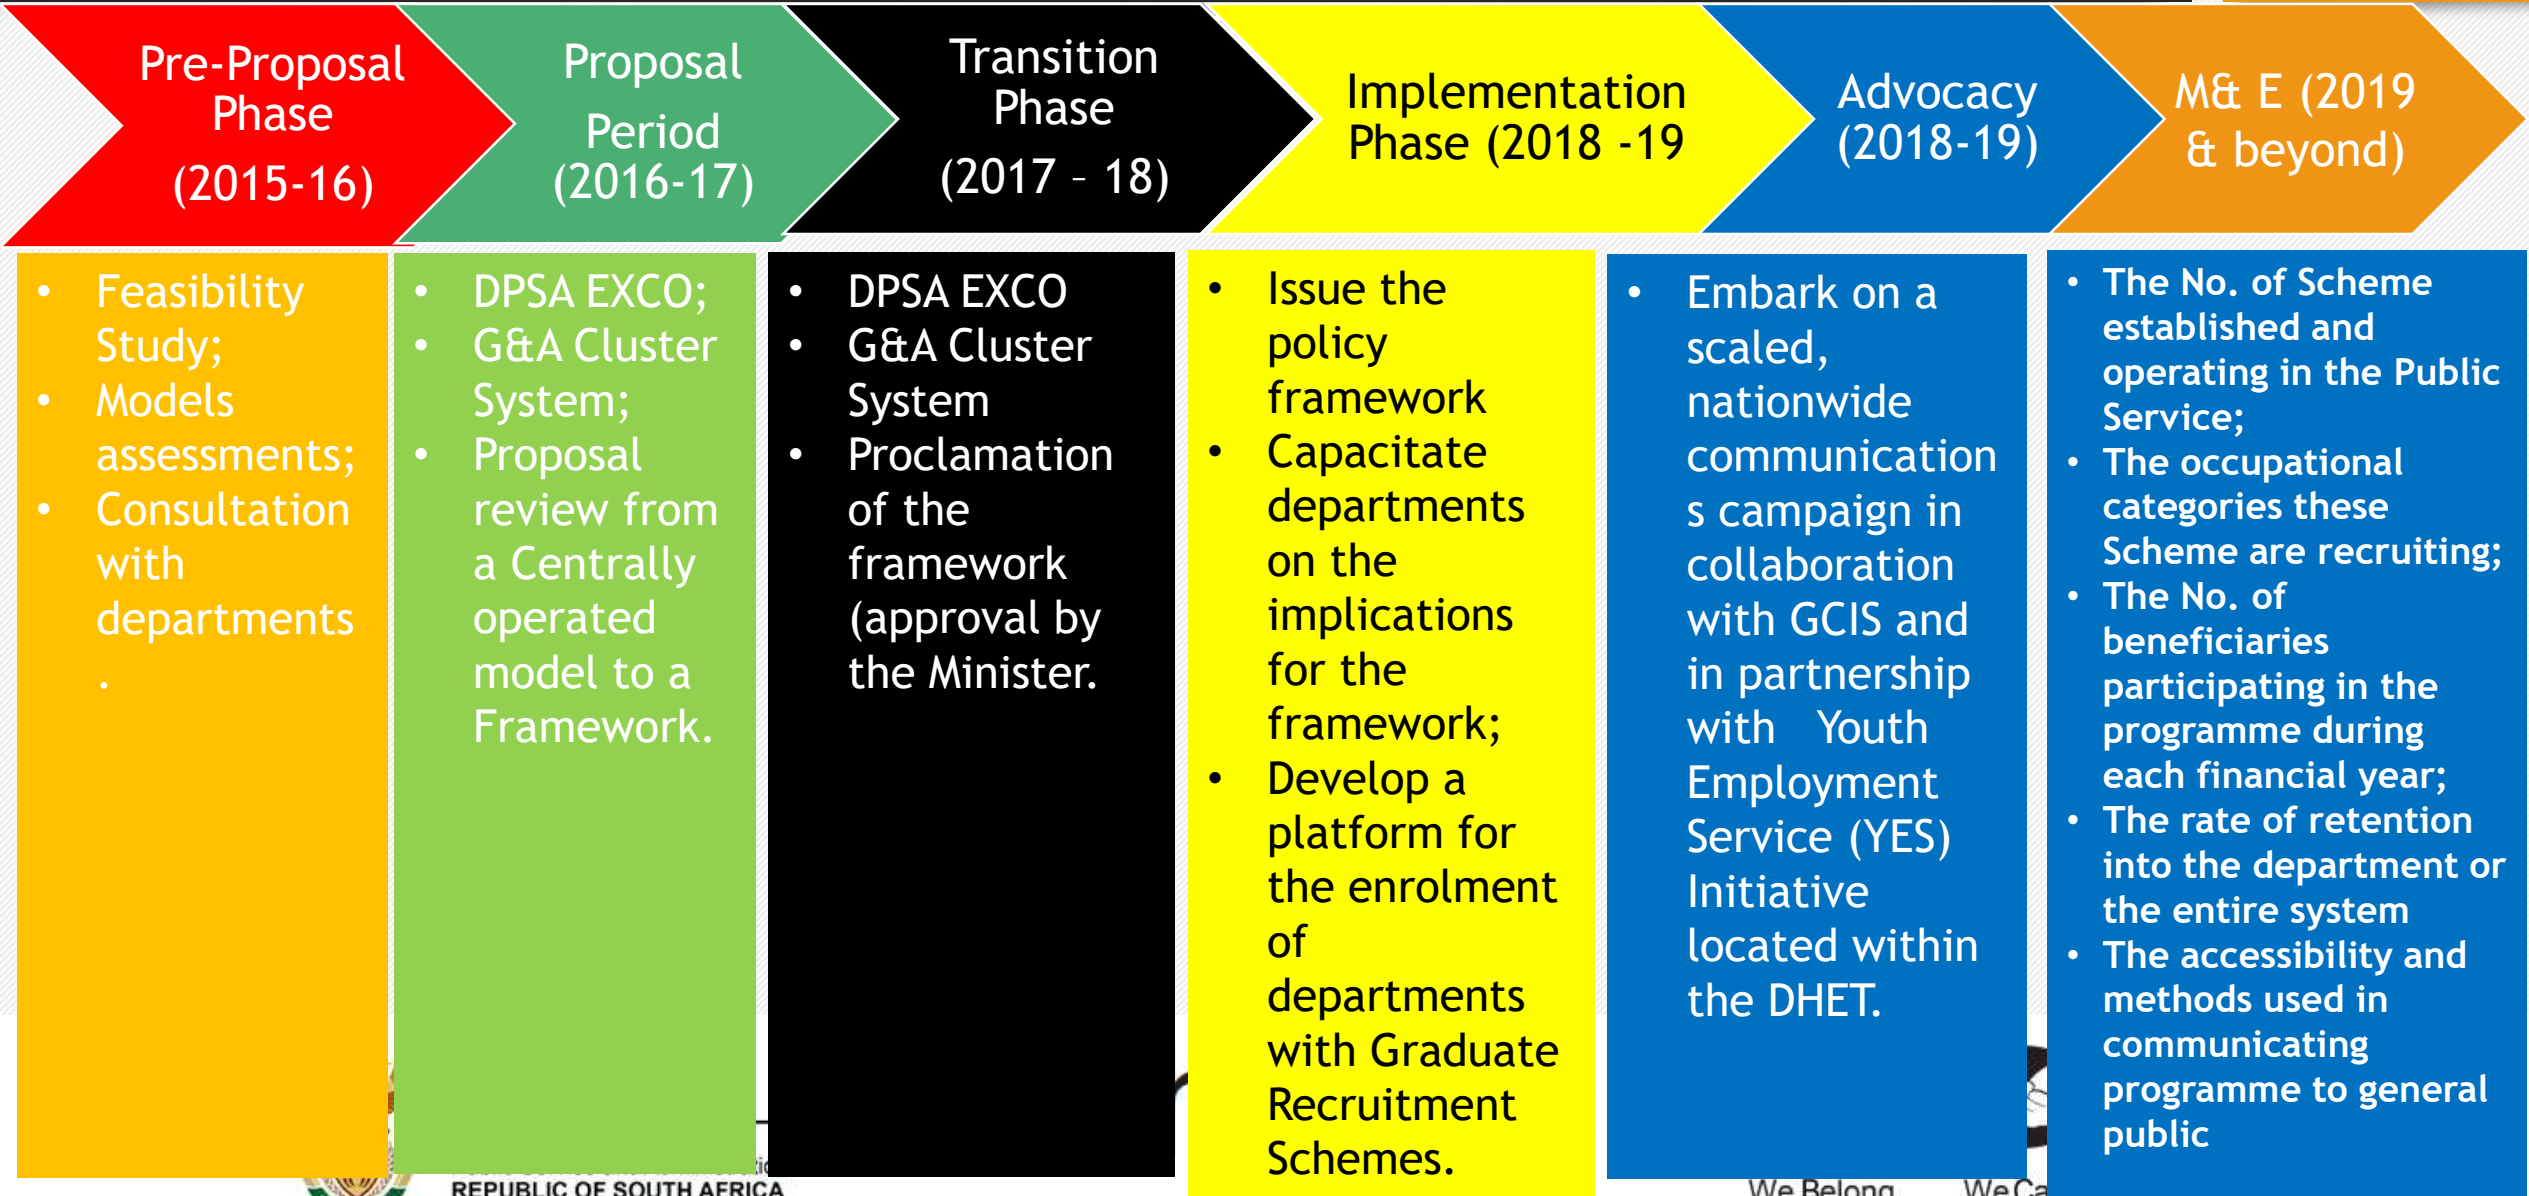 Pre-Proposal
Phase
(2015-16)
Proposal
Period
(2016-17)
Transition
Phase
(2017 – 18)
Implementation
Phase (2018 -19
Advocacy
(2018-19)
M& E (2019
& beyond)
• Feasibility
Study;
• Models
assessments;
• Consultation
with
departments
.
• DPSA EXCO;
• G&A Cluster
System;
• Proposal
review from
a Centrally
operated
model to a
Framework.
• DPSA EXCO
• G&A Cluster
System
• Proclamation
of the
framework
(approval by
the Minister.
• Issue the
policy
framework
• Capacitate
departments
on the
implications
for the
framework;
• Develop a
platform for
the enrolment
of
departments
with Graduate
Recruitment
Schemes.
• Embark on a
scaled,
nationwide
communication
s campaign in
collaboration
with GCIS and
in partnership
with Youth
Employment
Service (YES)
Initiative
located within
the DHET.
• The No. of Scheme
established and
operating in the Public
Service;
• The occupational
categories these
Scheme are recruiting;
• The No. of
beneficiaries
participating in the
programme during
each financial year;
• The rate of retention
into the department or
the entire system
• The accessibility and
methods used in
communicating
programme to general
public
REPUBLIC OF SOUTH AFRICA
We Belong
We Ca